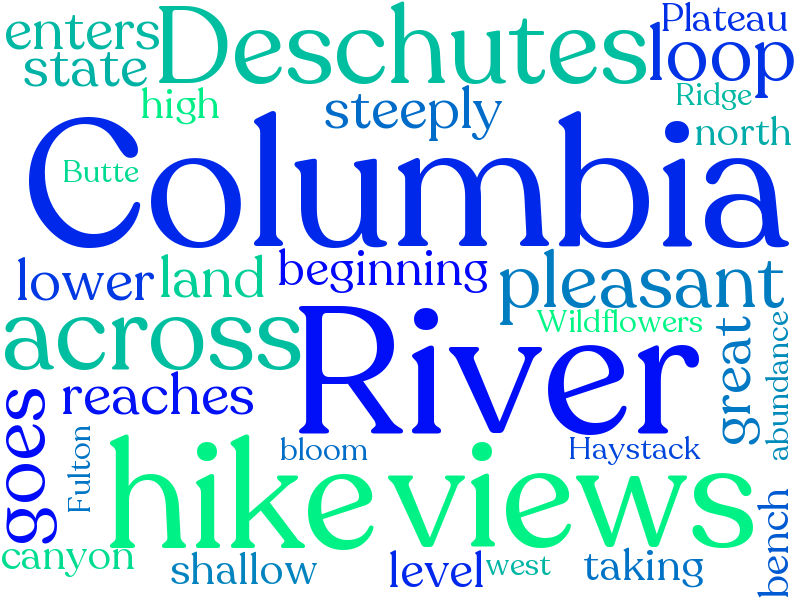 enters
Deschutes
Plateau
loop
state
high
steeply
Ridge
north
Columbia
Butte
lower
land
beginning
pleasant
across
River
Wildflowers
great
abundance
reaches
goes
Fulton
hike
bloom
views
Haystack
bench
canyon
shallow
level
west
taking